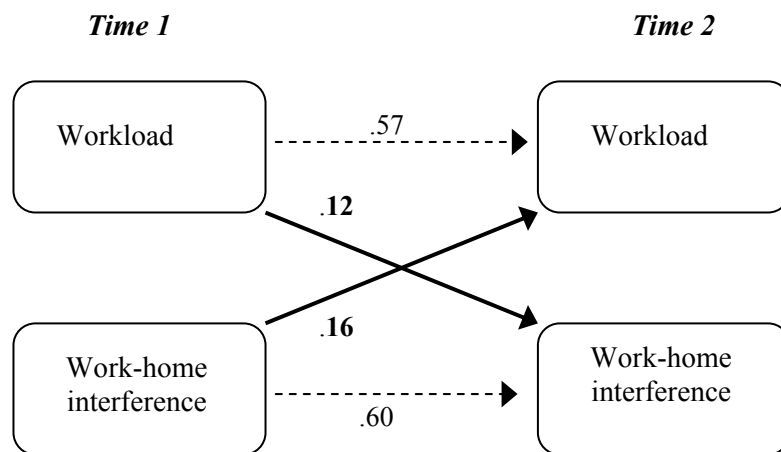 Time 1
Time 2
Workload
.57
Workload
.12
.16
Work-home
interference
.60
Work-home
interference